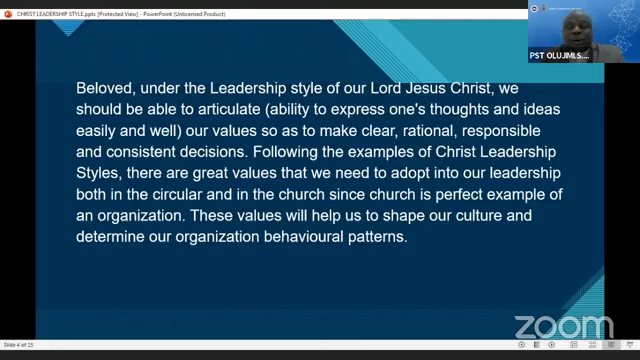 CHRIST LEADERSHIP STYLE.pptx [Protected View] - PowerPoint (Unlicensed Product)
PST OLUJIMI.S....
Beloved, under the Leadership style of our Lord Jesus Christ, we
should be able to articulate (ability to express one's thoughts and ideas
easily and well) our values so as to make clear, rational, responsible
and consistent decisions. Following the examples of Christ Leadership
Styles, there are great values that we need to adopt into our leadership
both in the circular and in the church since church is perfect example of
an organization. These values will help us to shape our culture and
determine our organization behavioural patterns.
zoom
Slide 4 of 25